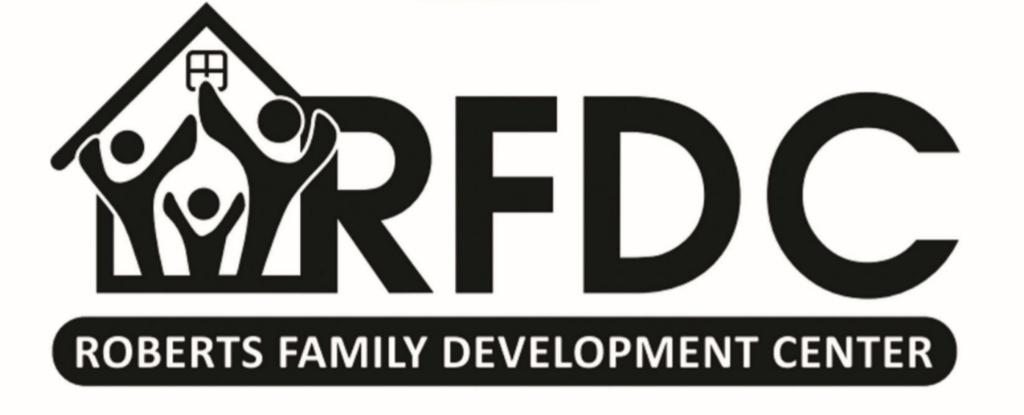 RFDC
ROBERTS FAMILY DEVELOPMENT CENTER